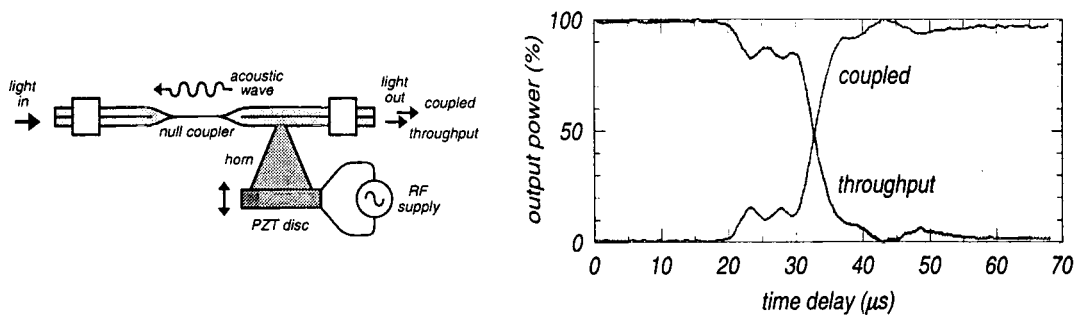 light
in
acoustic
wave
light
out
coupled
throughput
null coupler
horn
PZT disc
RF
supply
output power (%)
100
50
0
coupled
throughput
0 10 20 30 40 50 60 70
time delay (μs)